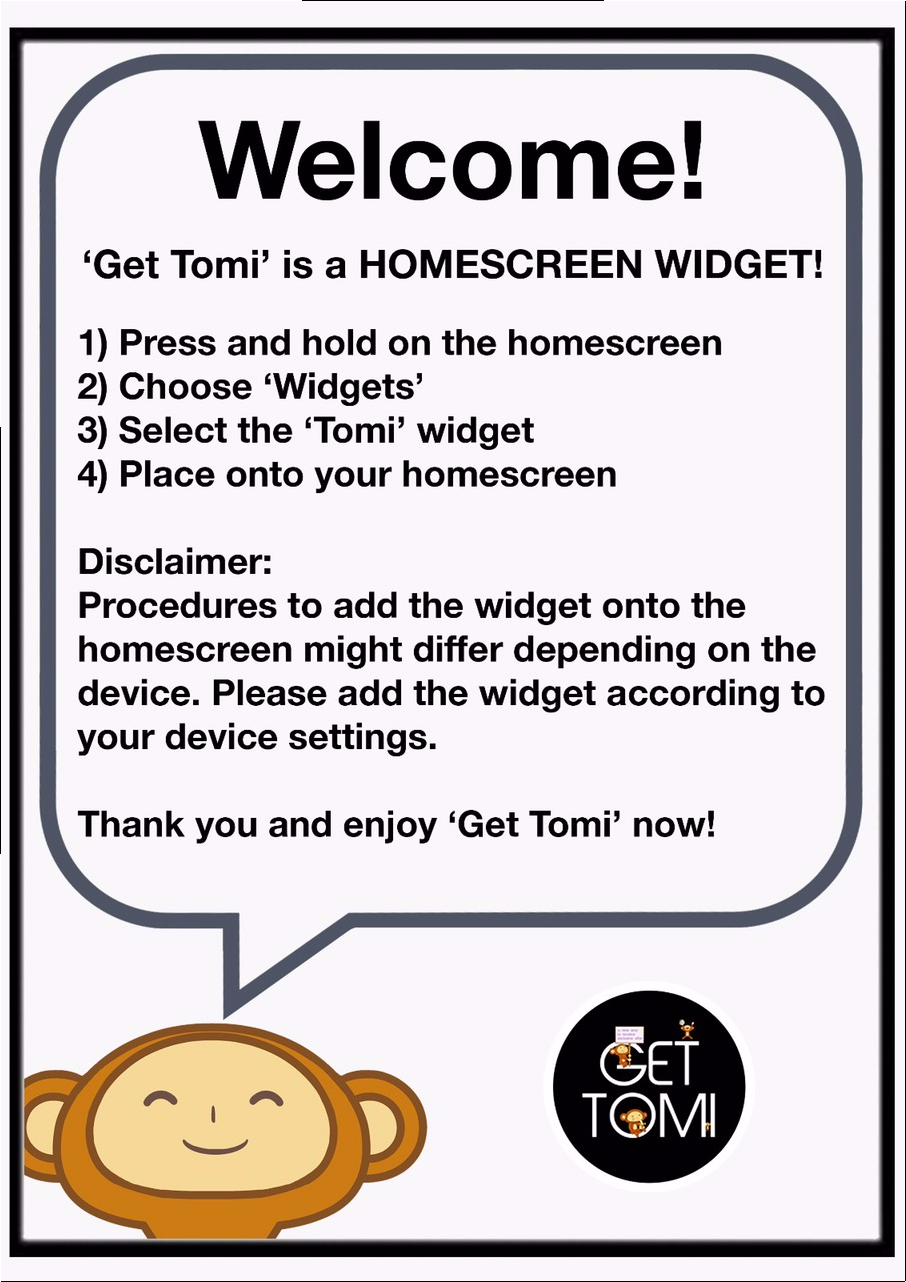 Welcome!
‘Get Tomi’ is a HOMESCREEN WIDGET!
1) Press and hold on the homescreen
2) Choose ‘Widgets’
3) Select the ‘Tomi’ widget
4) Place onto your homescreen
Disclaimer:
Procedures to add the widget onto the
homescreen might differ depending on the
device. Please add the widget according to
your device settings.
Thank you and enjoy ‘Get Tomi’ now!
GET
TOMI